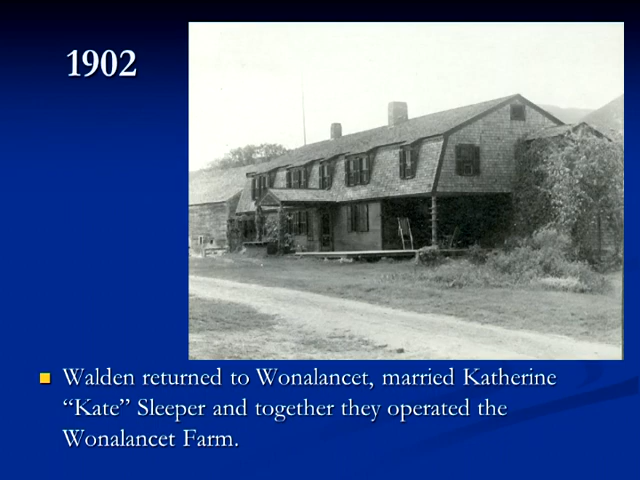 1902
Walden returned to Wonalancet, married Katherine
“Kate” Sleeper and together they operated the
Wonalancet Farm.